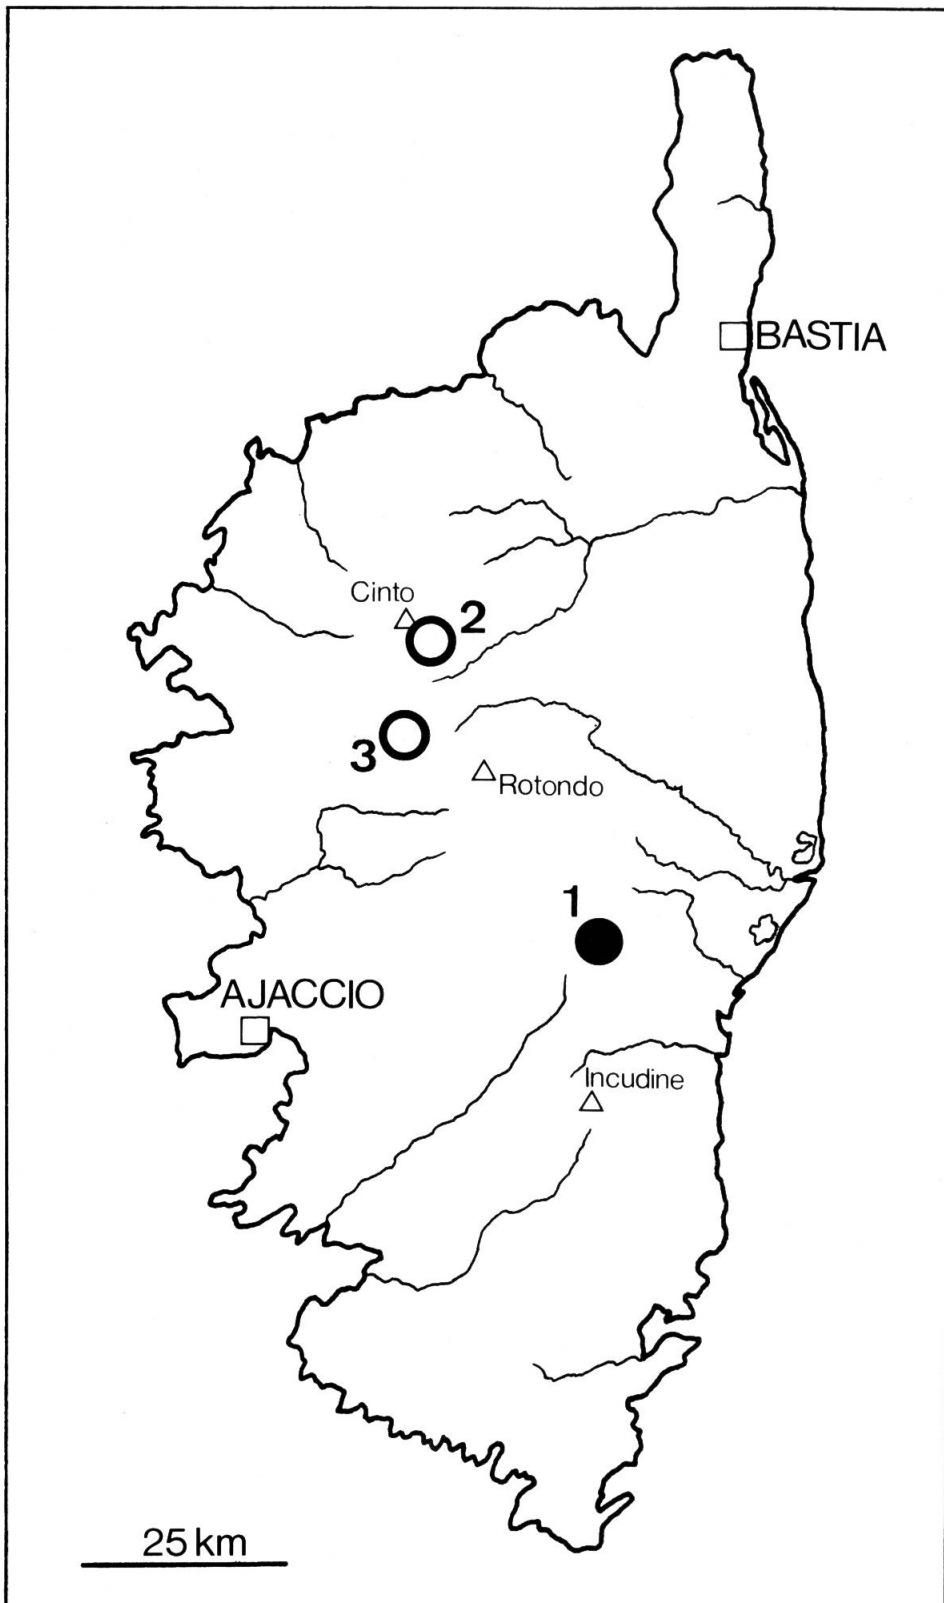 BASTIA
Cinto
2
3
Rotondo
1
AJACCIO
Incudine
25 km